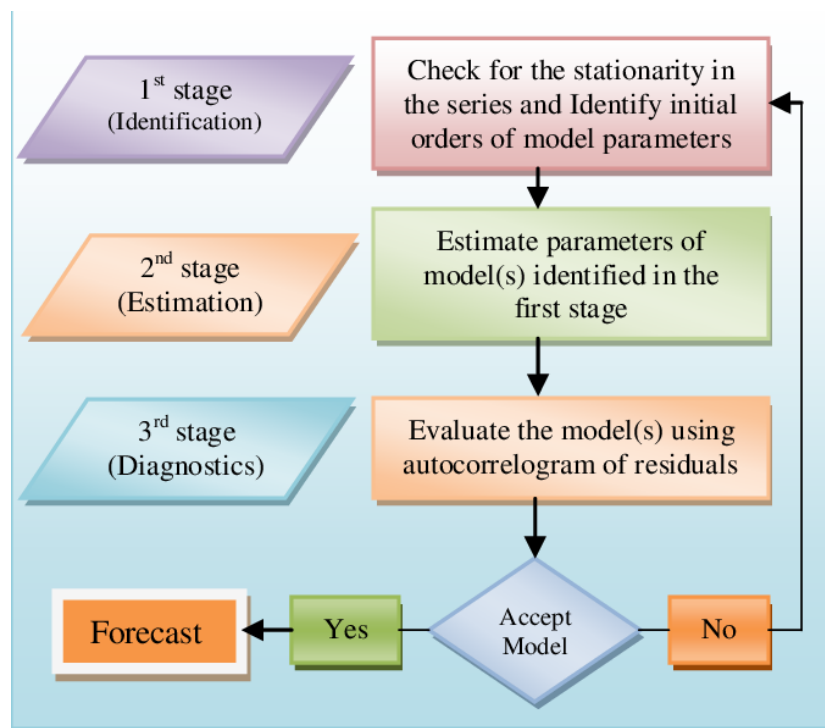 1st stage
(Identification)
Check for the stationarity in
the series and Identify initial
orders of model parameters
2nd stage
(Estimation)
Estimate parameters of
model(s) identified in the
first stage
3rd stage
(Diagnostics)
Evaluate the model(s) using
autocorrelogram of residuals
Forecast
Yes
Accept
Model
No